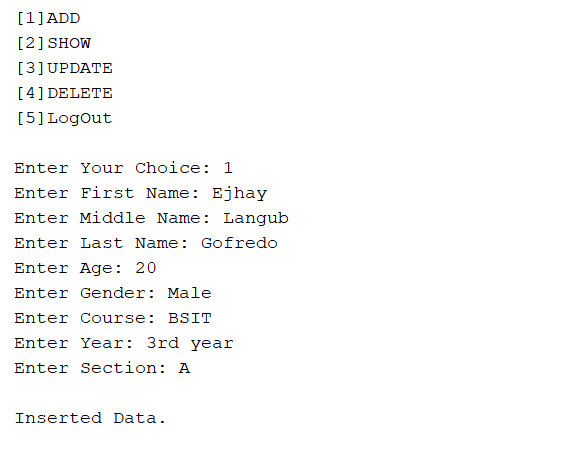 [1]ADD
[2]SHOW
[3]UPDATE
[4]DELETE
[5]LogOut
Enter Your Choice: 1
Enter First Name: Ejhay
Enter Middle Name: Langub
Enter Last Name: Gofredo
Enter Age: 20
Enter Gender: Male
Enter Course: BSIT
Enter Year: 3rd year
Enter Section: A
Inserted Data.